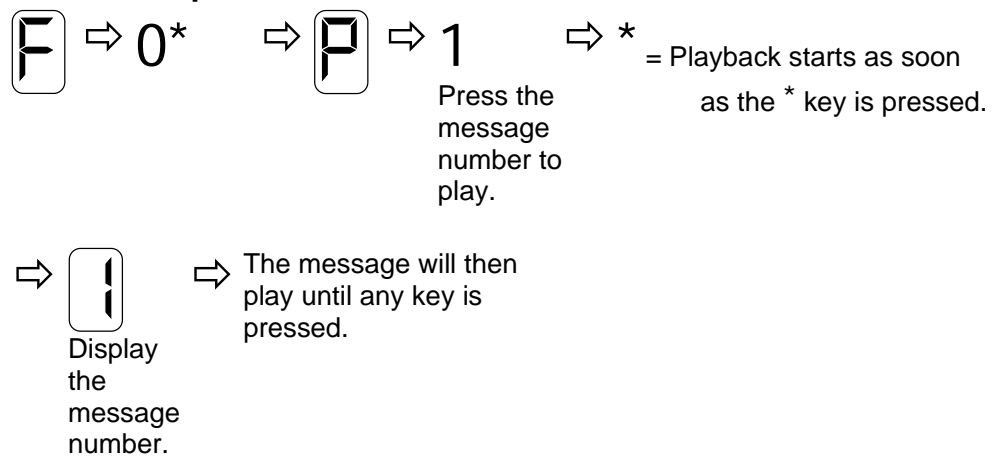 F ⇨ 0* ⇨ P ⇨ 1 ⇨ * = Playback starts as soon
as the * key is pressed.
Press the
message
number to
play.
⇨ 1 ⇨ The message will then
play until any key is
pressed.
Display
the
message
number.